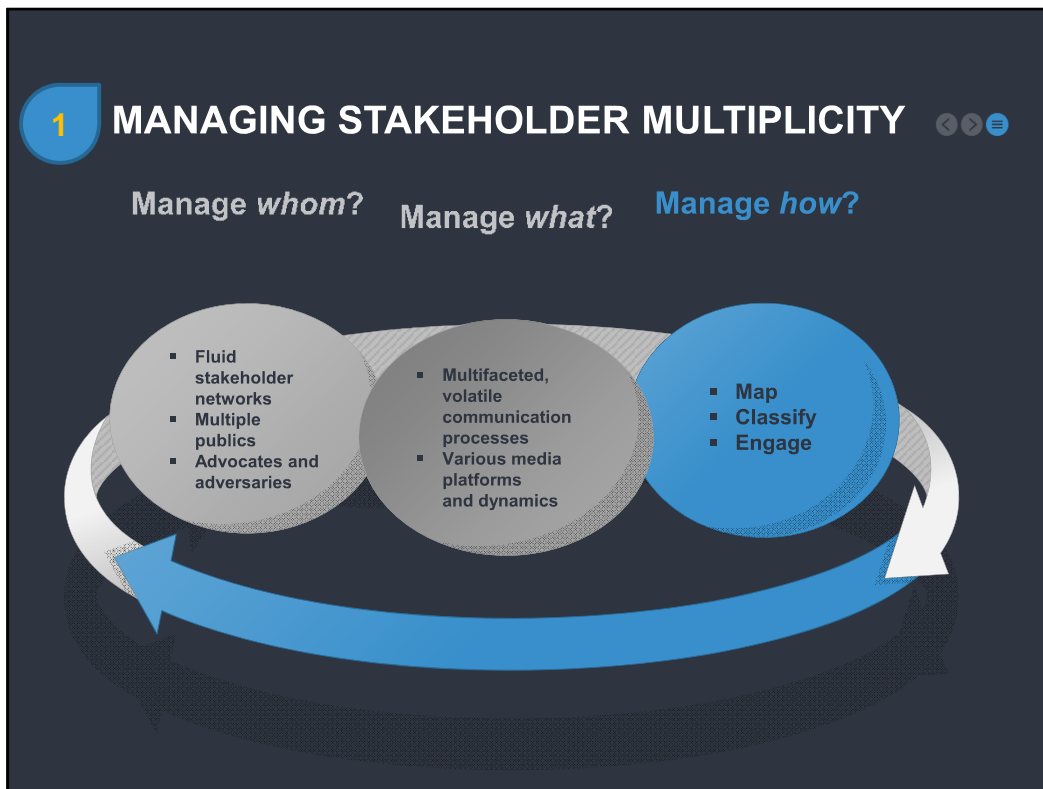 1
MANAGING STAKEHOLDER MULTIPLICITY
Manage whom?
Manage what?
Manage how?
▪ Fluid
stakeholder
networks
▪ Multiple
publics
▪ Advocates and
adversaries
▪ Multifaceted,
volatile
communication
processes
▪ Various media
platforms
and dynamics
▪ Map
▪ Classify
▪ Engage